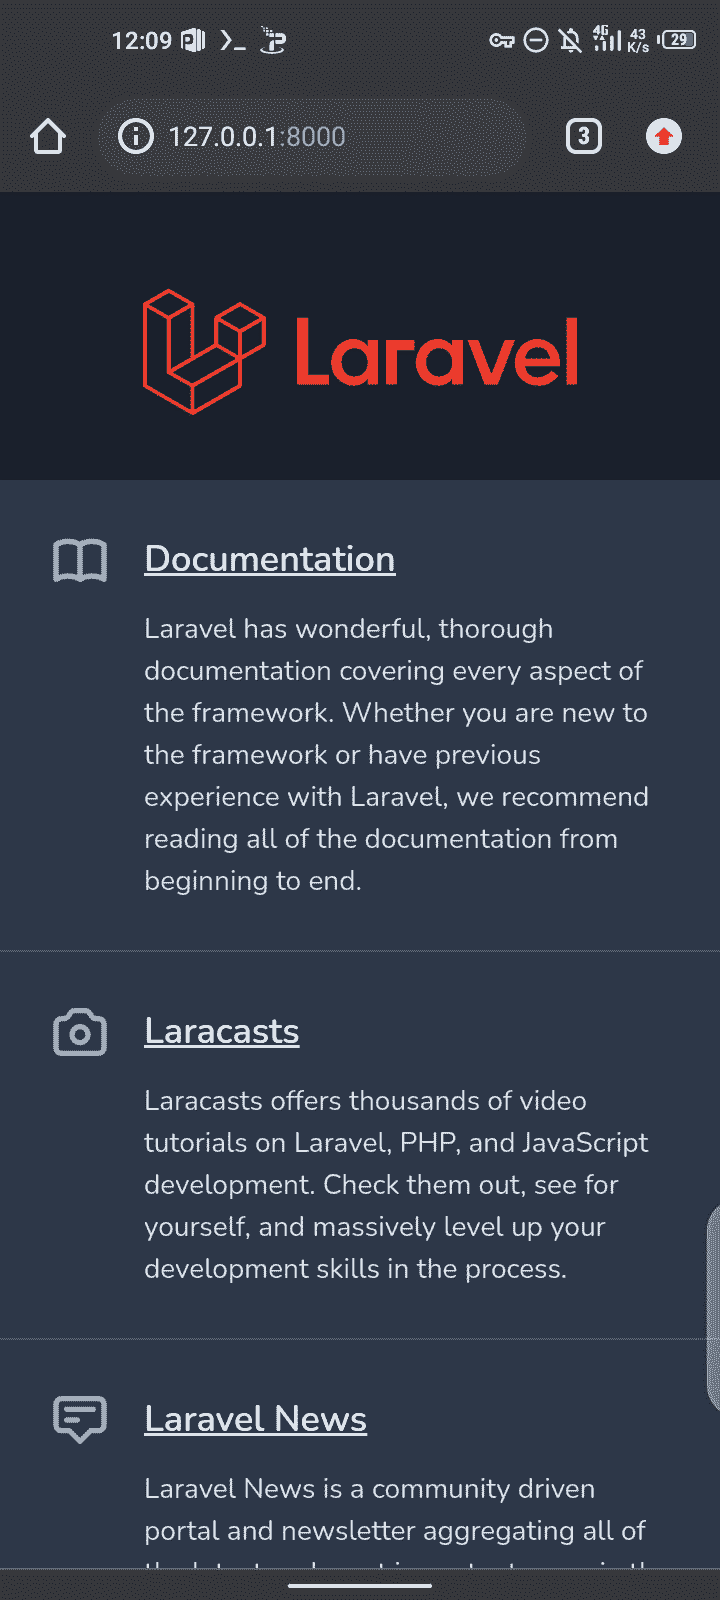 12:09 4G 43 K/s 29
127.0.0.1:8000 3
Laravel
Documentation
Laravel has wonderful, thorough
documentation covering every aspect of
the framework. Whether you are new to
the framework or have previous
experience with Laravel, we recommend
reading all of the documentation from
beginning to end.
Laracasts
Laracasts offers thousands of video
tutorials on Laravel, PHP, and JavaScript
development. Check them out, see for
yourself, and massively level up your
development skills in the process.
Laravel News
Laravel News is a community driven
portal and newsletter aggregating all of